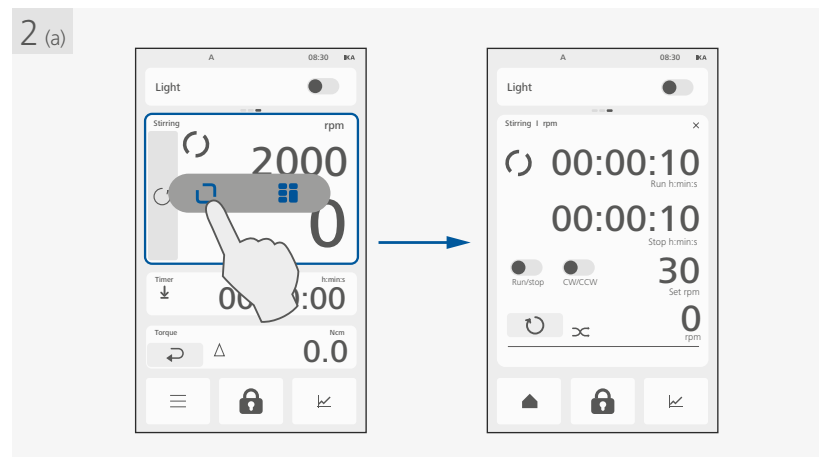 2 (a)
A 08:30 IKA
Light
Stirring rpm
2000
0
Timer h:min:s
00 :00
Torque Ncm
0.0
A 08:30 IKA
Light
Stirring I rpm ×
00:00:10
Run h:min:s
00:00:10
Stop h:min:s
30
Run/stop CW/CCW Set rpm
0
rpm